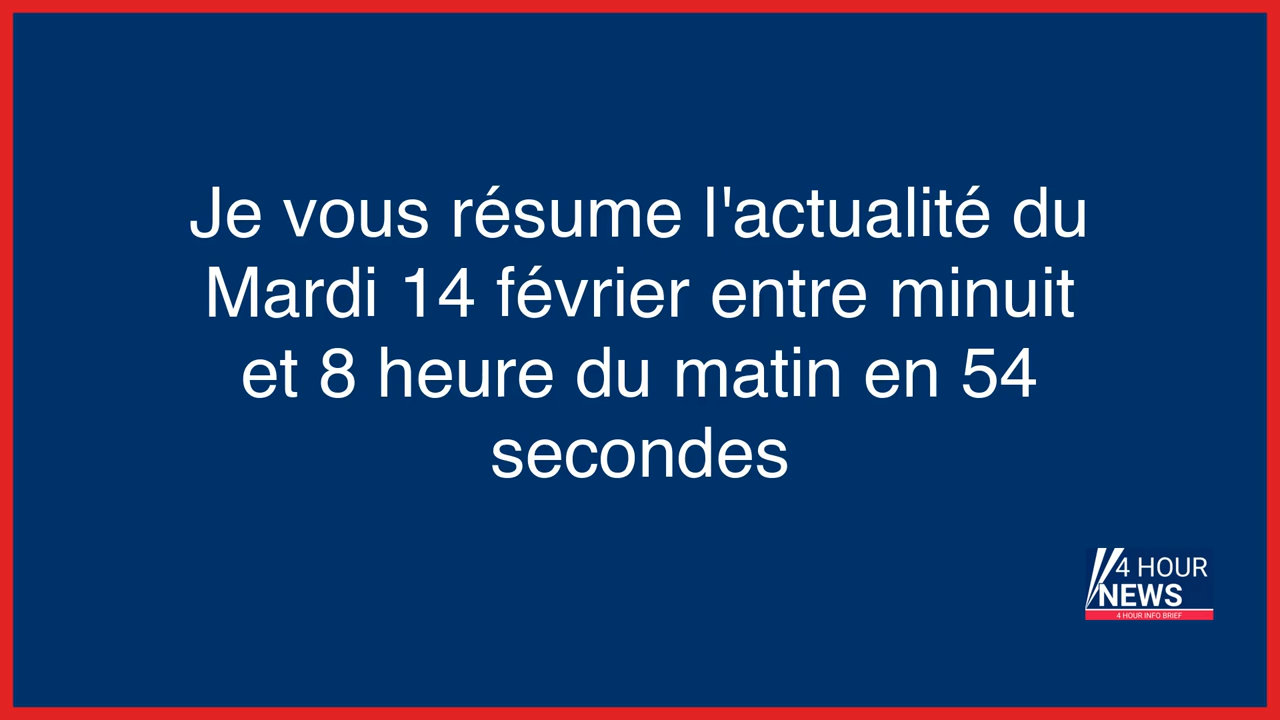 Je vous résume l'actualité du
Mardi 14 février entre minuit
et 8 heure du matin en 54
secondes
4 HOUR
NEWS
4 HOUR INFO BRIEF